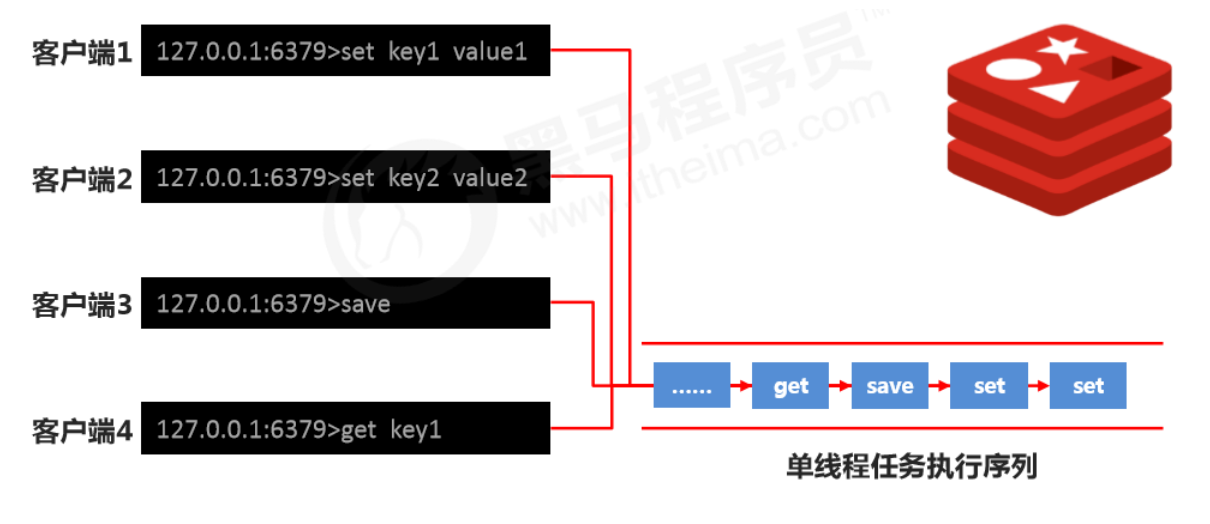 客户端1 127.0.0.1:6379>set key1 value1
客户端2 127.0.0.1:6379>set key2 value2
客户端3 127.0.0.1:6379>save
客户端4 127.0.0.1:6379>get key1
...... get save set set
单线程任务执行序列
黑马程序员 TM
www.itheima.com